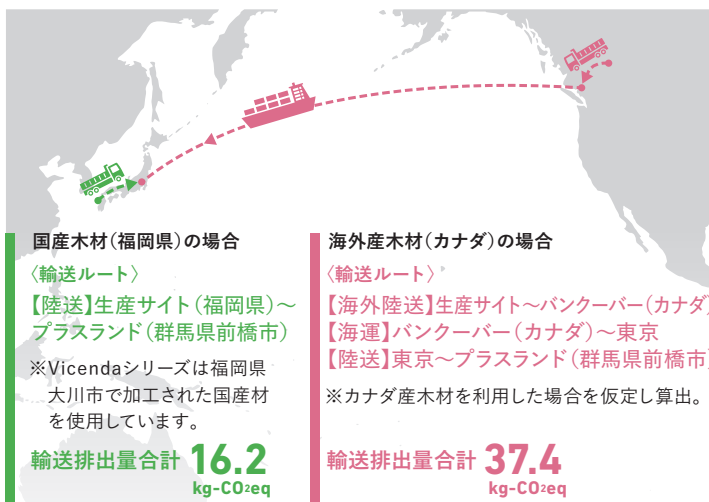 国産木材(福岡県)の場合
〈輸送ルート〉
【陸送】生産サイト(福岡県)〜
プラスランド(群馬県前橋市)
※Vicendaシリーズは福岡県
大川市で加工された国産材
を使用しています。
輸送排出量合計 16.2
kg-CO2eq
海外産木材(カナダ)の場合
〈輸送ルート〉
【海外陸送】生産サイト〜バンクーバー(カナダ)
【海運】バンクーバー(カナダ)〜東京
【陸送】東京〜プラスランド(群馬県前橋市)
※カナダ産木材を利用した場合を仮定し算出。
輸送排出量合計 37.4
kg-CO2eq